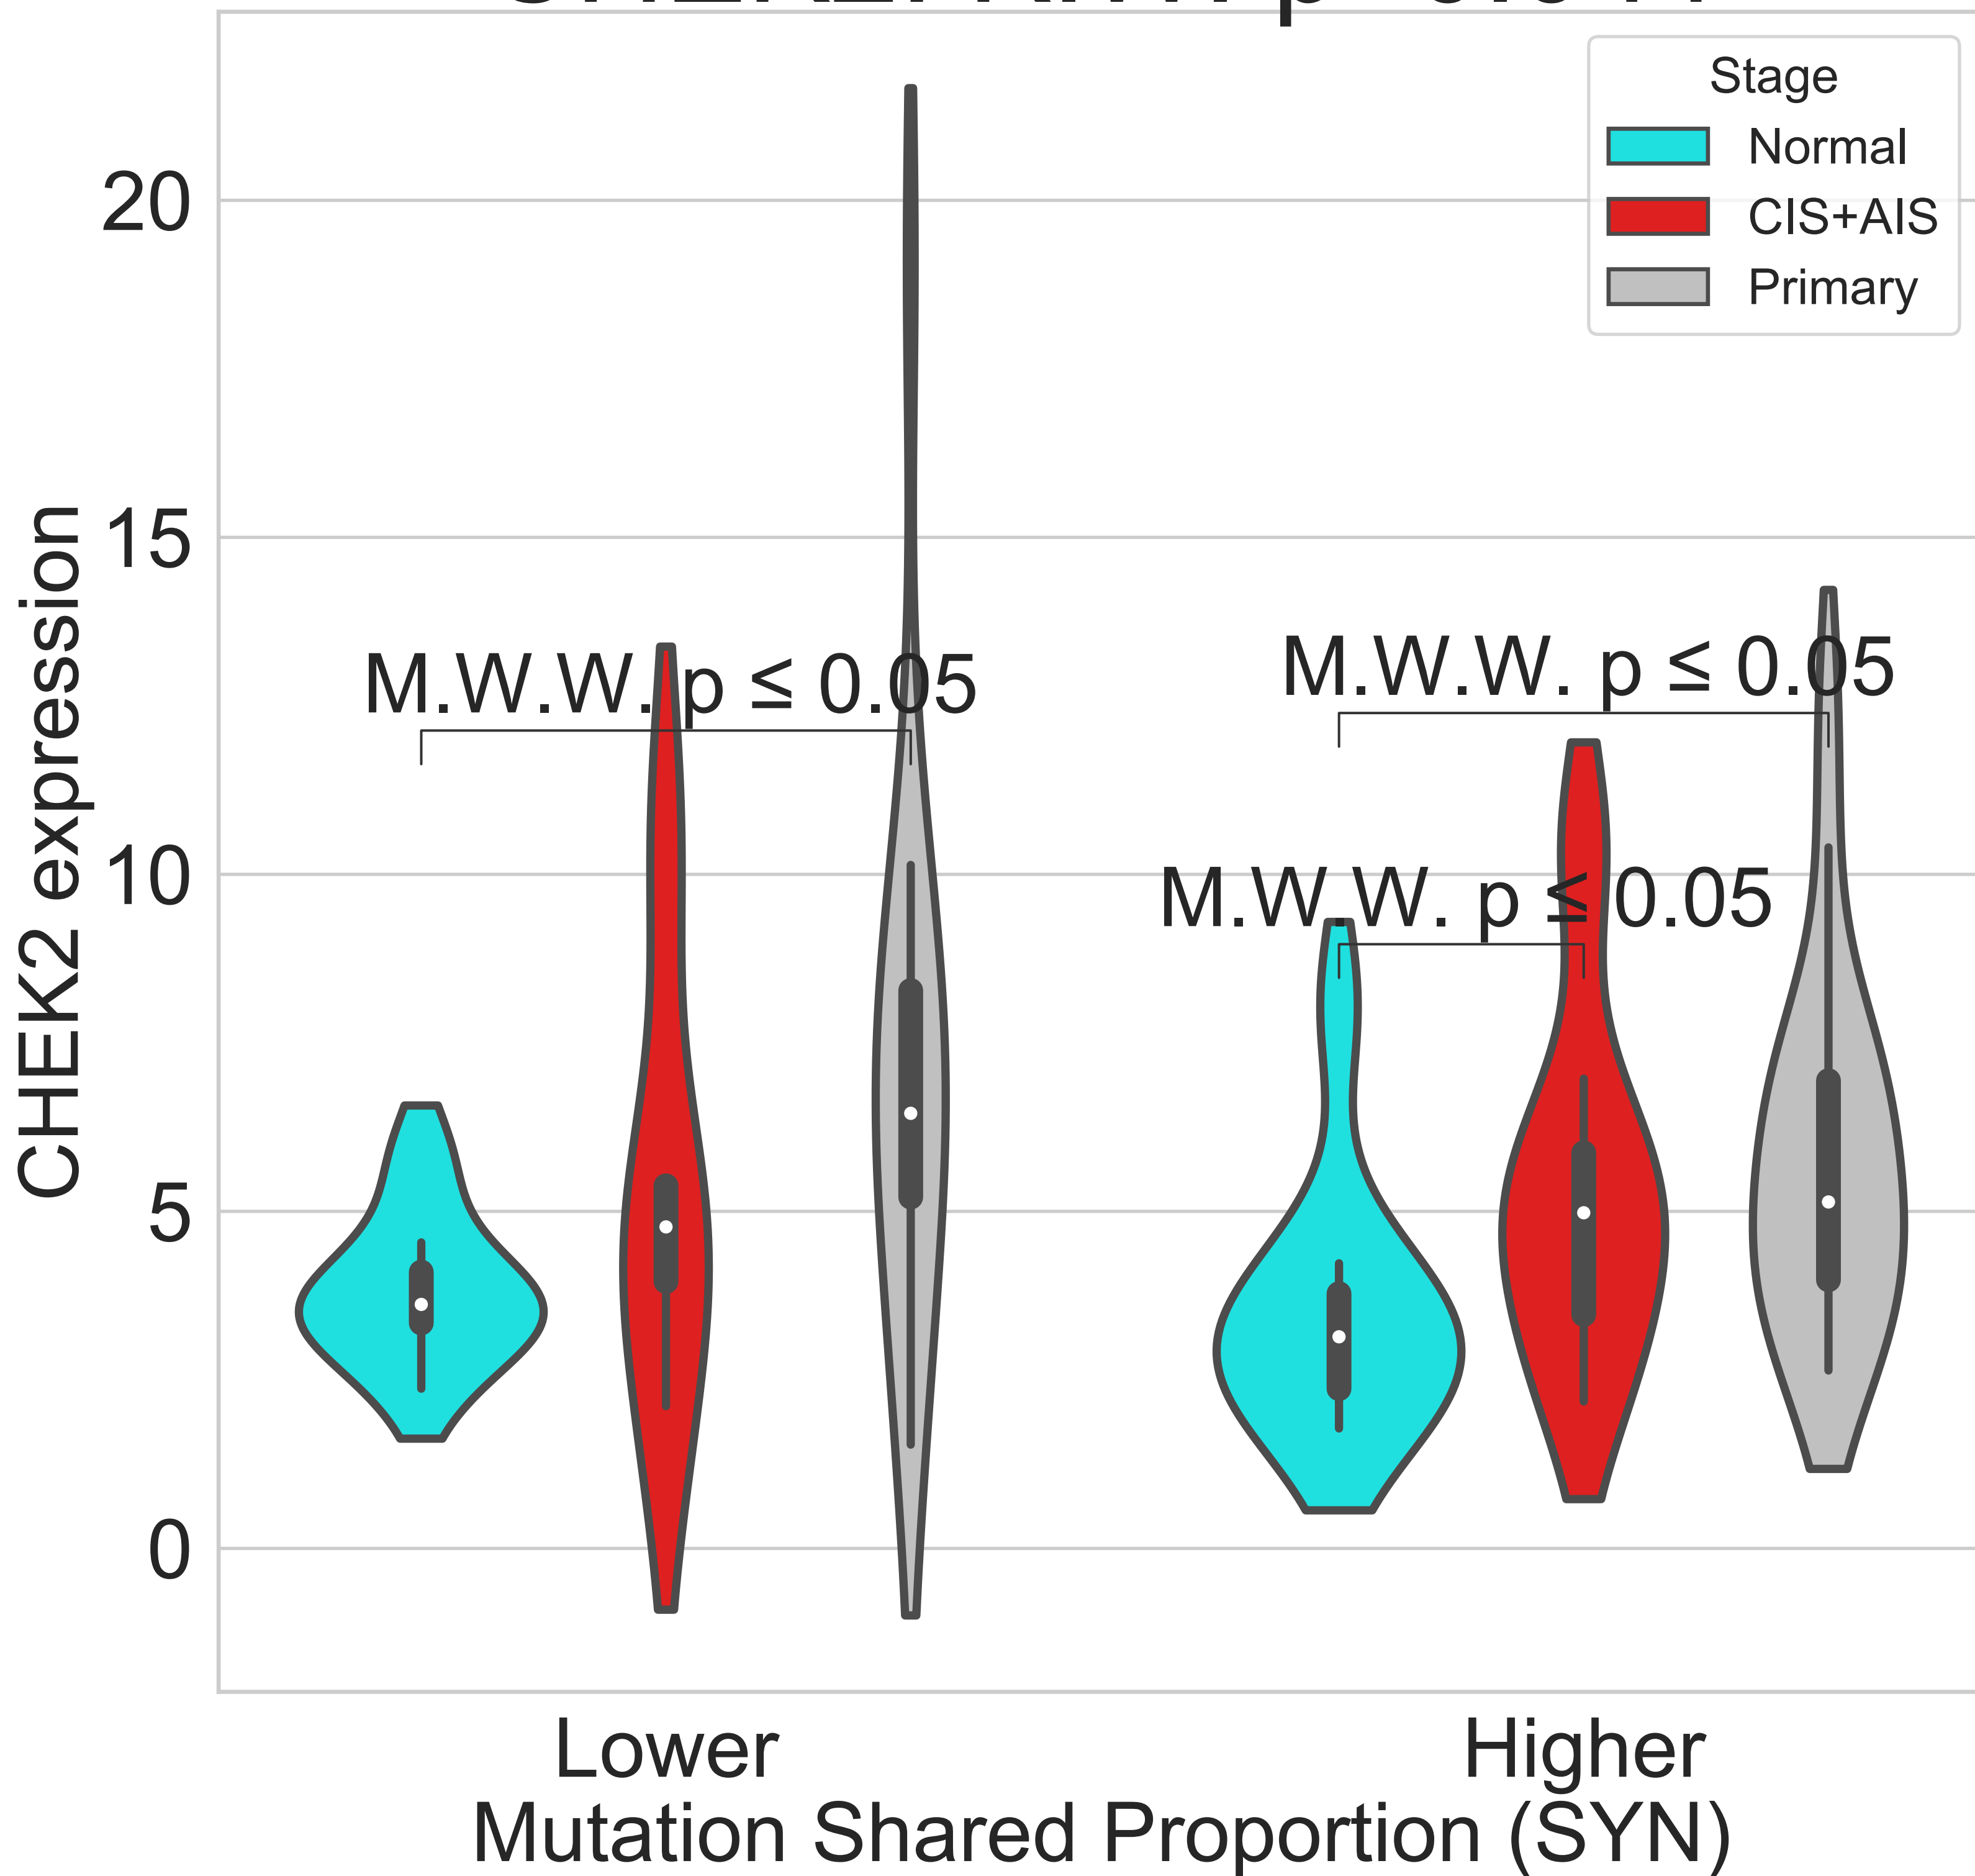 Stage
Normal
CIS+AIS
Primary
20
15
10
5
0
CHEK2 expression
M.W.W. p ≤ 0.05
M.W.W. p ≤ 0.05
M.W.W. p ≤ 0.05
Lower
Higher
Mutation Shared Proportion (SYN)